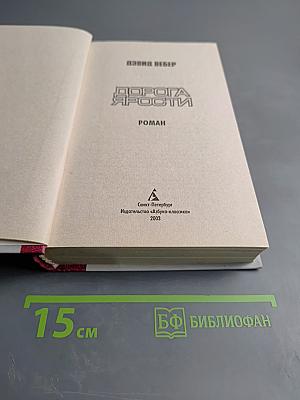 ДЭВИД ВЕБЕР
ДОРОГА
ЯРОСТИ
РОМАН
Санкт-Петербург
Издательство «Азбука-классика»
2003
15 см
БФ БИБЛИОФАН